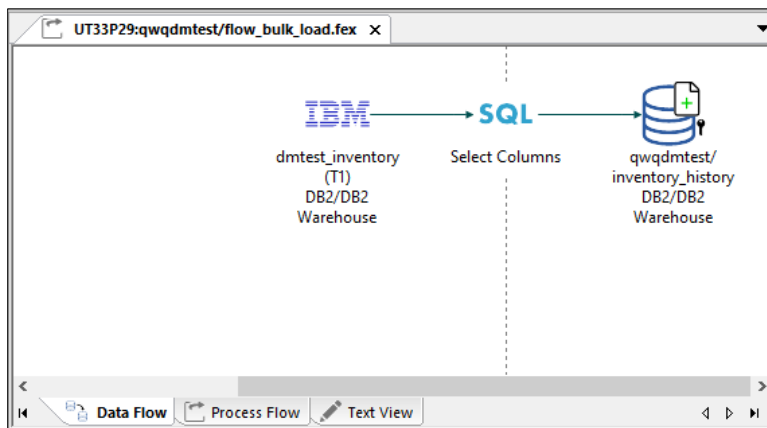 UT33P29:qwqdmtest/flow_bulk_load.fex
IBM
SQL
dmtest_inventory
(T1)
DB2/DB2
Warehouse
Select Columns
qwqdmtest/
inventory_history
DB2/DB2
Warehouse
Data Flow
Process Flow
Text View